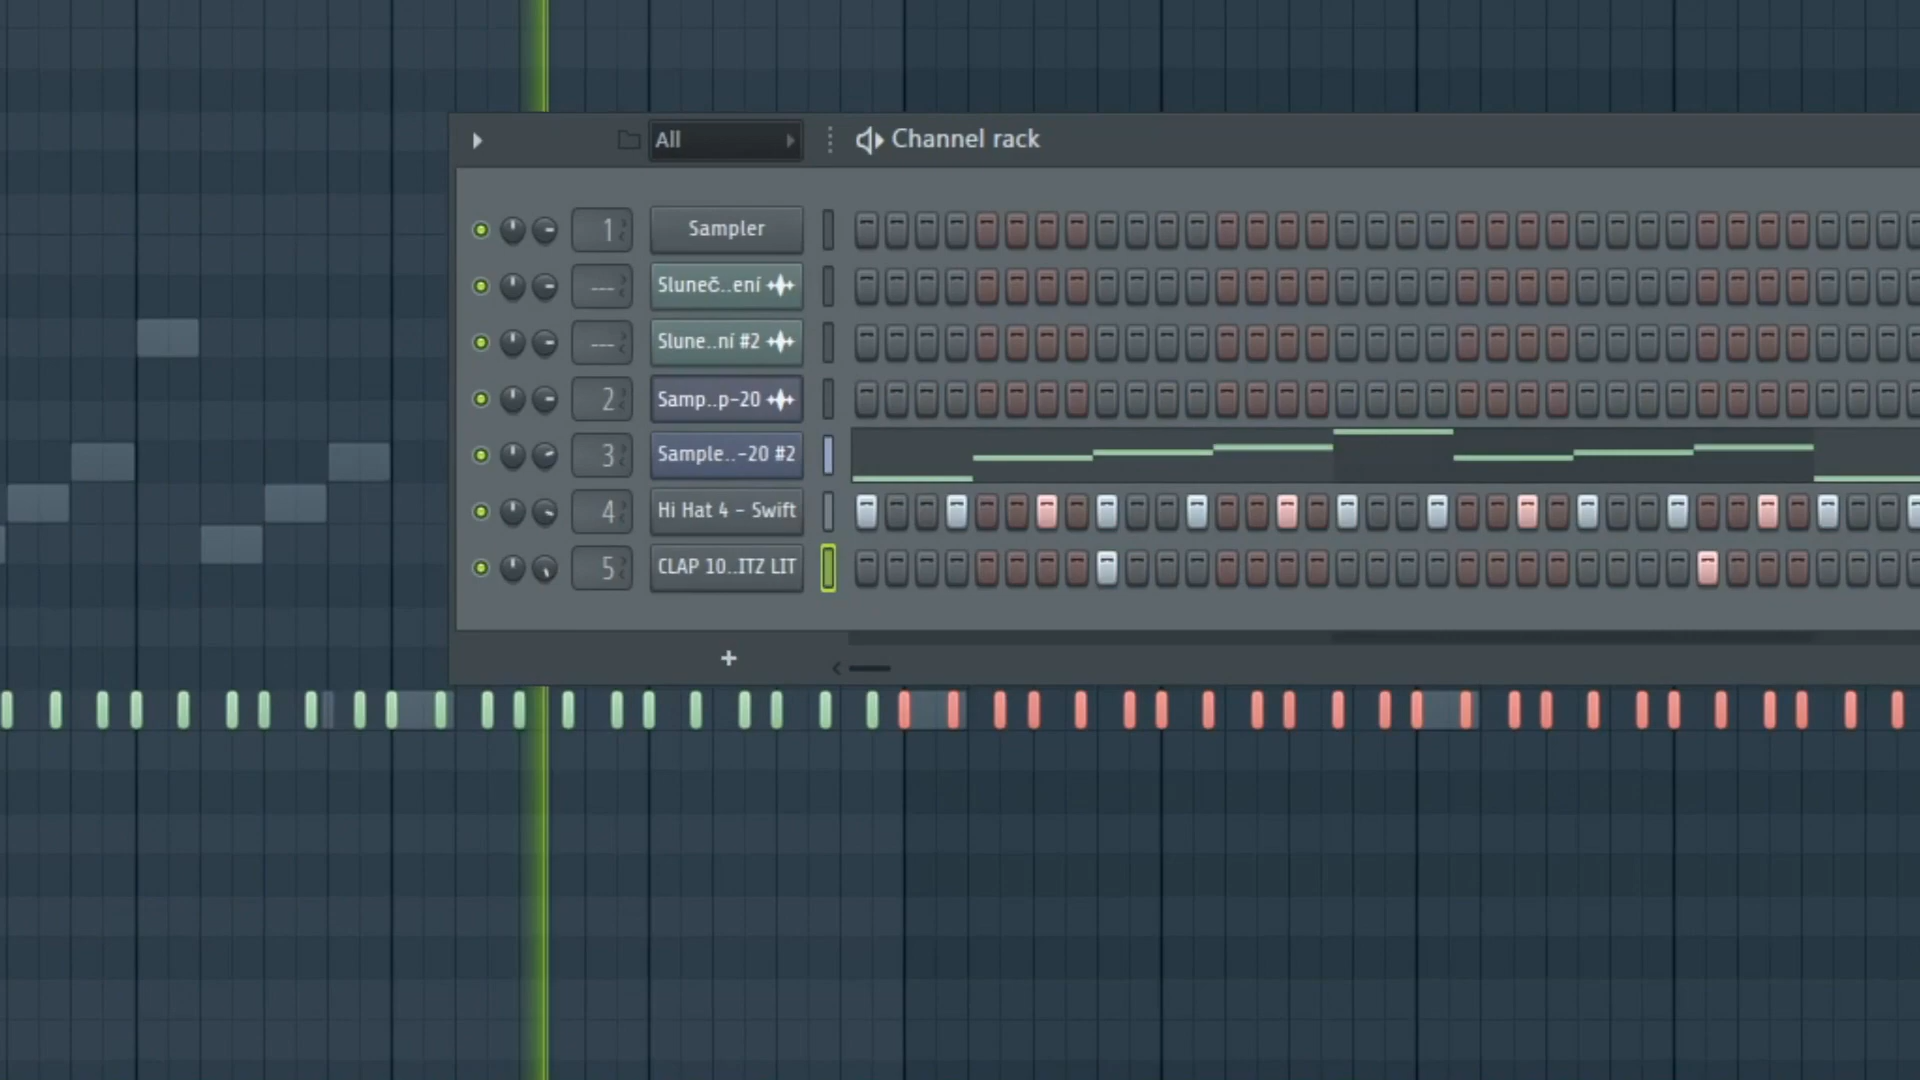 All
Channel rack
1 Sampler
--- Sluneč..ení
--- Slune..ní #2
2 Samp..p-20
3 Sample..-20 #2
4 Hi Hat 4 - Swift
5 CLAP 10..ITZ LIT
+